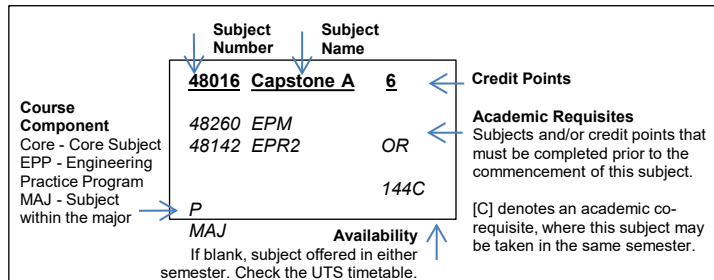 Subject Number
Subject Name
48016 Capstone A 6
Credit Points
Course Component
Core - Core Subject
EPP - Engineering
Practice Program
MAJ - Subject
within the major
48260 EPM
48142 EPR2 OR
144C
P
MAJ
Academic Requisites
Subjects and/or credit points that
must be completed prior to the
commencement of this subject.
[C] denotes an academic co-
requisite, where this subject may
be taken in the same semester.
Availability
If blank, subject offered in either
semester. Check the UTS timetable.